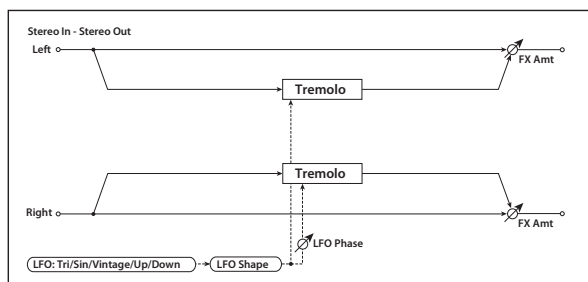 Stereo In - Stereo Out
Left
FX Amt
Tremolo
Tremolo
Right
FX Amt
LFO Phase
LFO: Tri/Sin/Vintage/Up/Down
LFO Shape